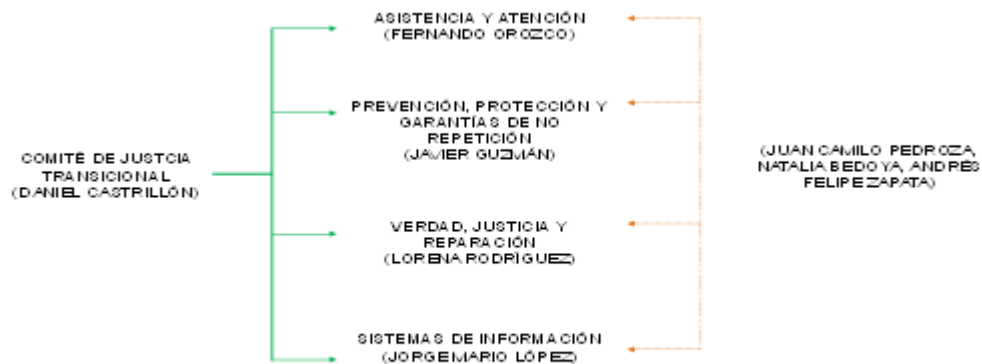 ASISTENCIA Y ATENCIÓN
(FERNANDO OROZCO)
PREVENCIÓN, PROTECCIÓN Y
GARANTÍAS DE NO
REPETICIÓN
(JAVIER GUZMÁN)
COMITÉ DE JUSTCIA
TRANSICIONAL
(DANIEL CASTRILLÓN)
(JUAN CAMILO PEDROZA,
NATALIA BEDOYA, ANDRÉS
FELIPE ZAPATA)
VERDAD, JUSTICIA Y
REPARACIÓN
(LORENA RODRÍGUEZ)
SISTEMAS DE INFORMACIÓN
(JORGE MARIO LÓPEZ)